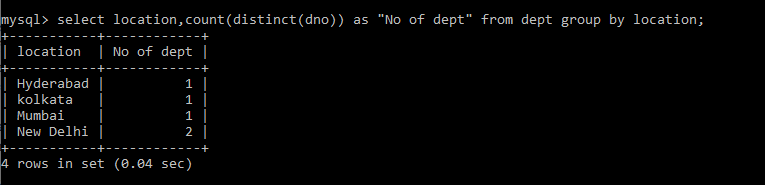 mysql> select location,count(distinct(dno)) as "No of dept" from dept group by location;
+-----------+------------+
| location  | No of dept |
+-----------+------------+
| Hyderabad |          1 |
| kolkata   |          1 |
| Mumbai    |          1 |
| New Delhi |          2 |
+-----------+------------+
4 rows in set (0.04 sec)